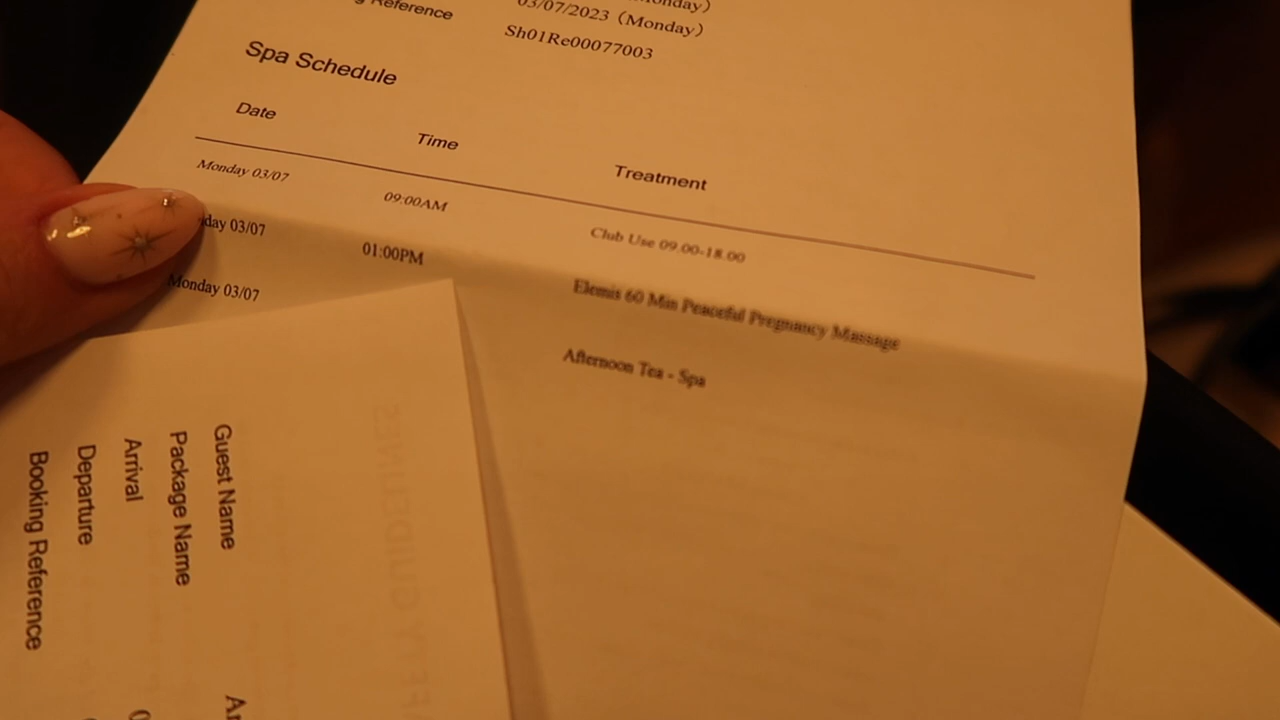 03/07/2023 (Monday)
Reference Sh01Re00077003
Spa Schedule
Date Time Treatment
Monday 03/07 09:00AM Club Use 09.00-18.00
day 03/07 01:00PM Elemis 60 Min Peaceful Pregnancy Massage
Monday 03/07 Afternoon Tea - Spa
Guest Name
Package Name
Arrival
Departure
Booking Reference